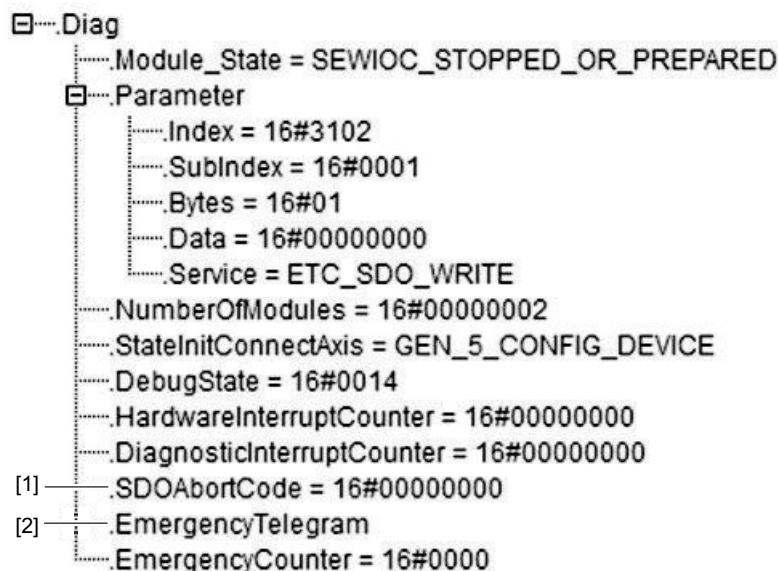 .Diag
.Module_State = SEWIOC_STOPPED_OR_PREPARED
.Parameter
.Index = 16#3102
.SubIndex = 16#0001
.Bytes = 16#01
.Data = 16#00000000
.Service = ETC_SDO_WRITE
.NumberOfModules = 16#00000002
.StateInitConnectAxis = GEN_5_CONFIG_DEVICE
.DebugState = 16#0014
.HardwareInterruptCounter = 16#00000000
.DiagnosticInterruptCounter = 16#00000000
[1] .SDOAbortCode = 16#00000000
[2] .EmergencyTelegram
.EmergencyCounter = 16#0000